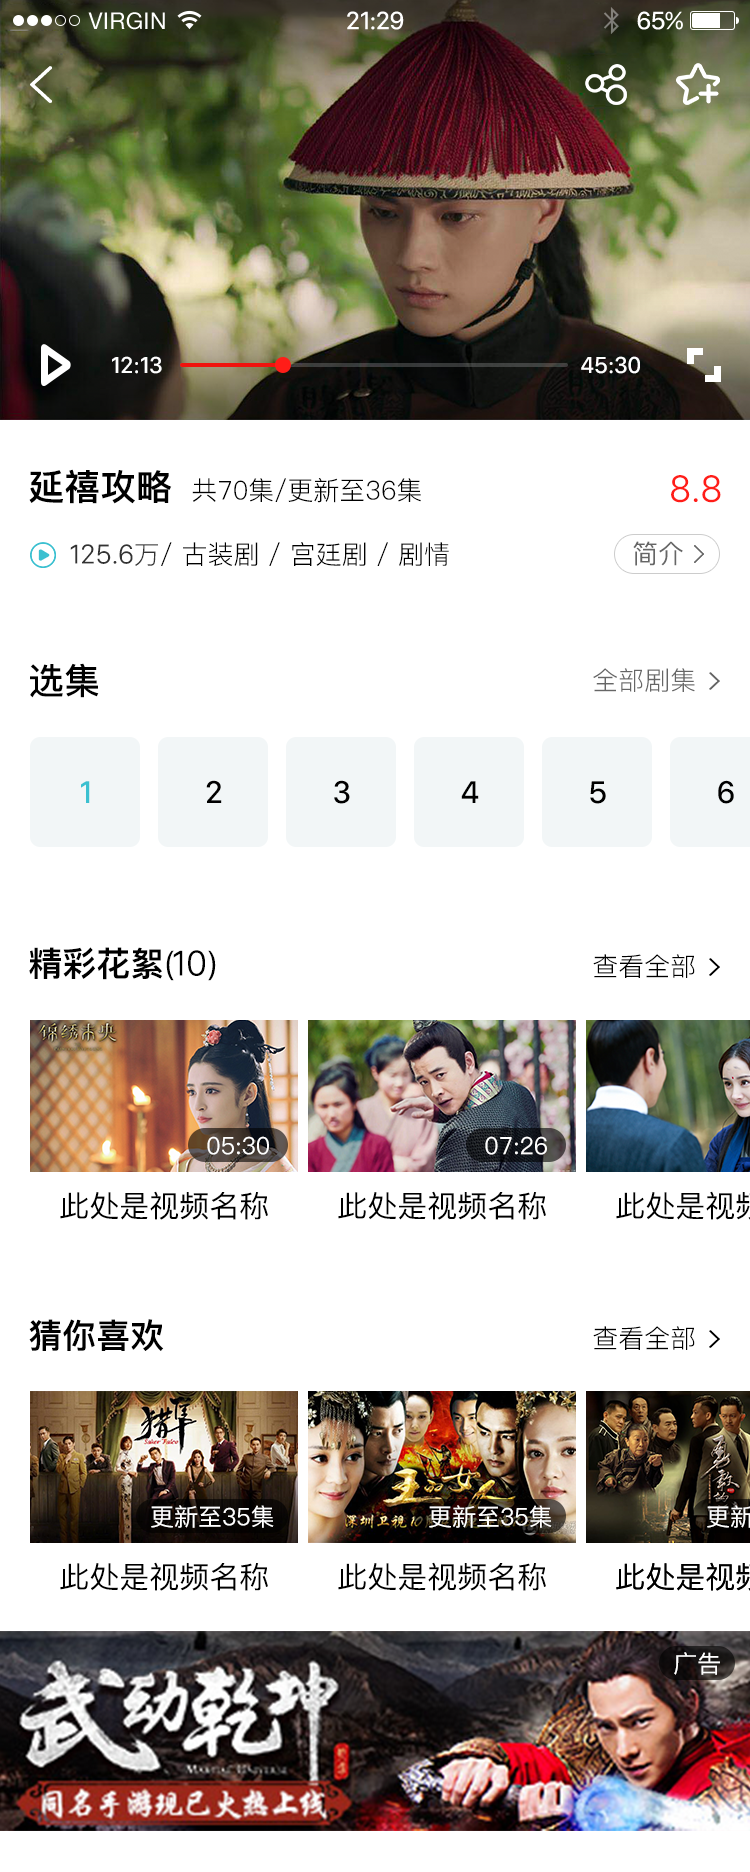 VIRGIN 21:29 65%
12:13 45:30
延禧攻略 共70集/更新至36集 8.8
125.6万/ 古装剧 / 宫廷剧 / 剧情 简介
选集 全部剧集
1 2 3 4 5 6
精彩花絮(10) 查看全部
锦绣未央
05:30 07:26
此处是视频名称 此处是视频名称 此处是视频
猜你喜欢 查看全部
猎隼
王的女人
深圳卫视10
更新至35集 更新至35集 更新
此处是视频名称 此处是视频名称 此处是视频
广告
武动乾坤
MARTIAL UNIVERSE
同名手游现已火热上线